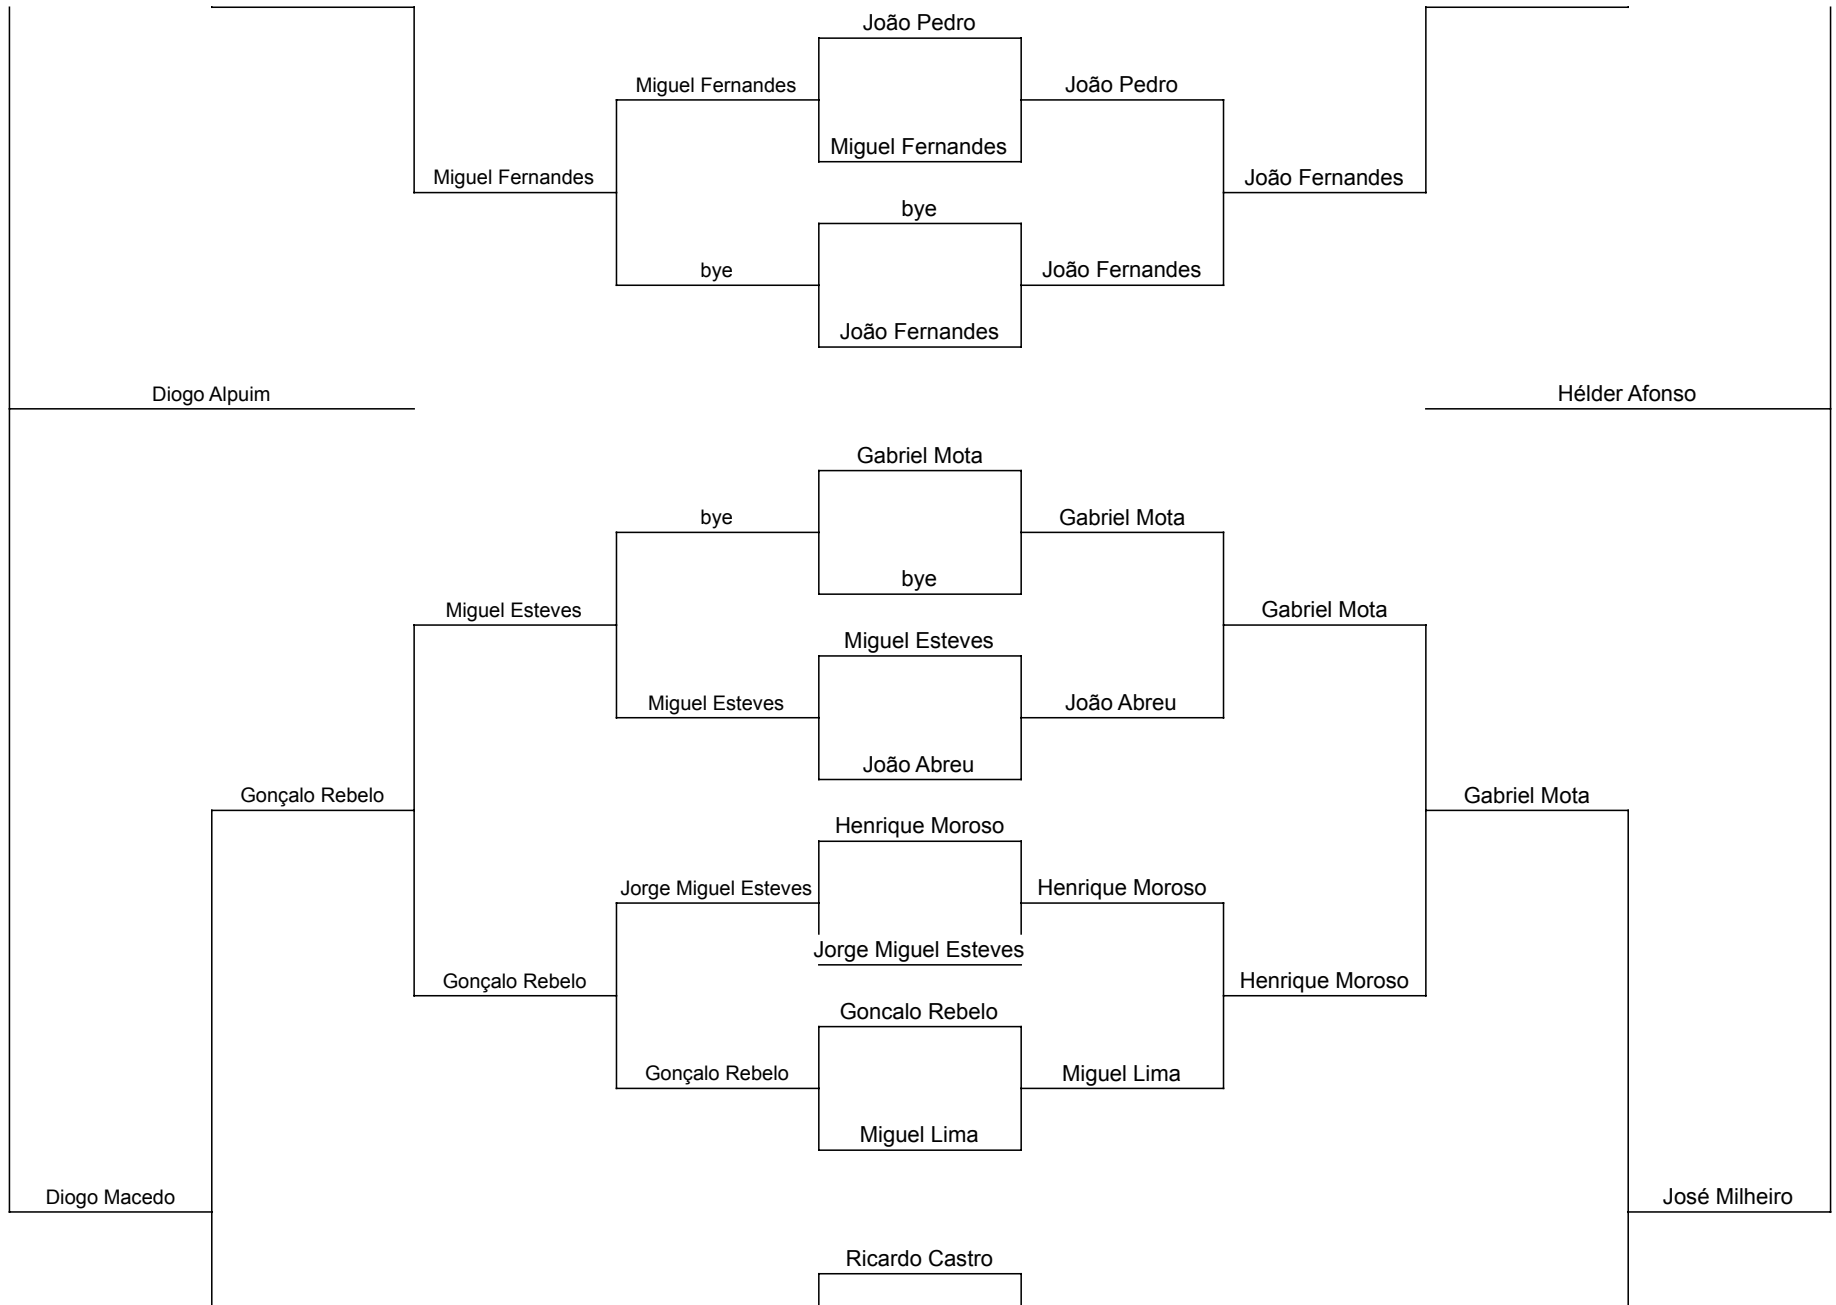 João Pedro
Miguel Fernandes
João Pedro
Miguel Fernandes
Miguel Fernandes
João Fernandes
bye
bye
João Fernandes
João Fernandes
Diogo Alpuim
Hélder Afonso
Gabriel Mota
bye
Gabriel Mota
bye
Miguel Esteves
Gabriel Mota
Miguel Esteves
Miguel Esteves
João Abreu
João Abreu
Gonçalo Rebelo
Gabriel Mota
Henrique Moroso
Jorge Miguel Esteves
Henrique Moroso
Jorge Miguel Esteves
Gonçalo Rebelo
Henrique Moroso
Goncalo Rebelo
Gonçalo Rebelo
Miguel Lima
Miguel Lima
Diogo Macedo
José Milheiro
Ricardo Castro